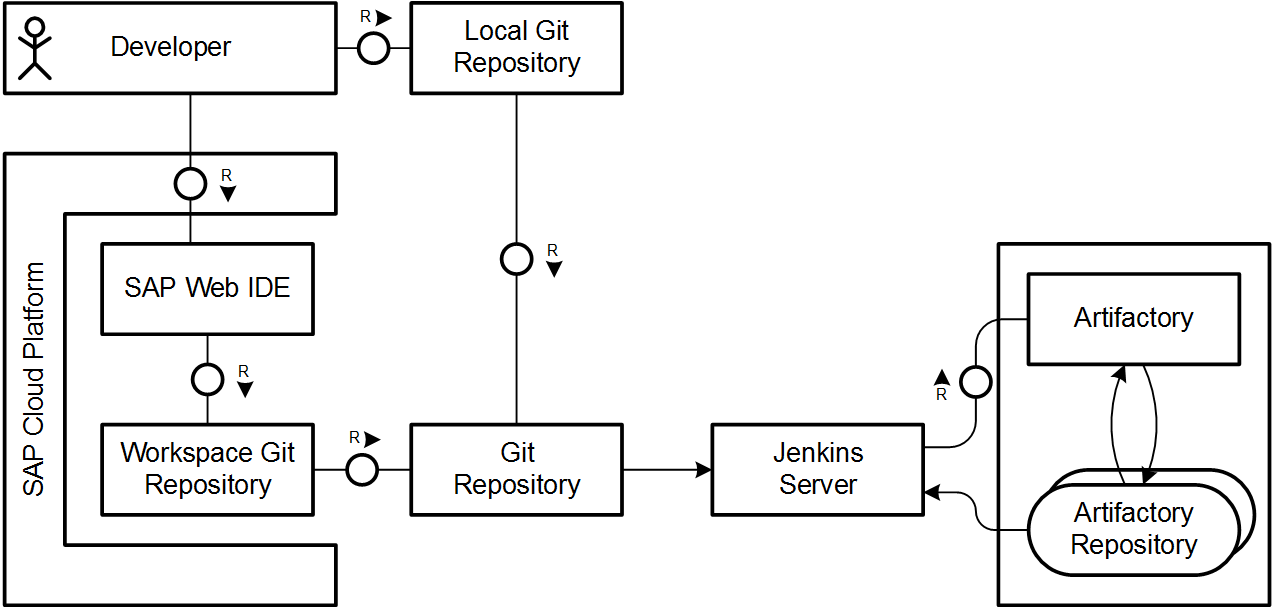 R
Developer
Local Git
Repository
R
R
SAP Cloud Platform
SAP Web IDE
Artifactory
R
R
Workspace Git
Repository
R
Git
Repository
Jenkins
Server
Artifactory
Repository